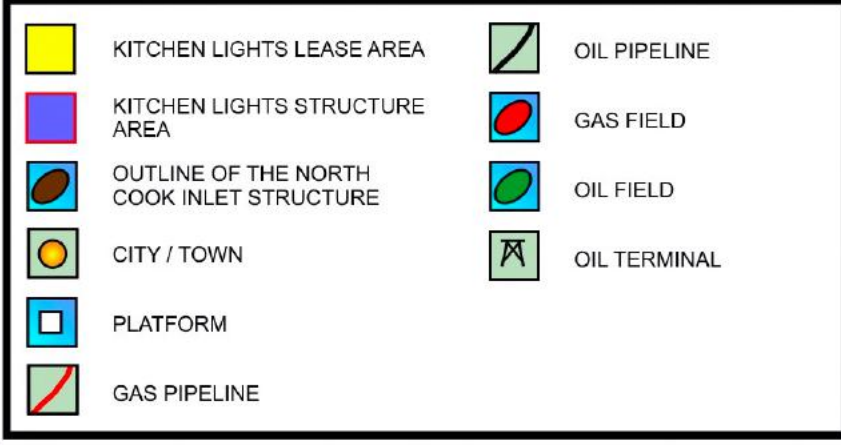 KITCHEN LIGHTS LEASE AREA
KITCHEN LIGHTS STRUCTURE
AREA
OUTLINE OF THE NORTH
COOK INLET STRUCTURE
CITY / TOWN
PLATFORM
GAS PIPELINE
OIL PIPELINE
GAS FIELD
OIL FIELD
OIL TERMINAL